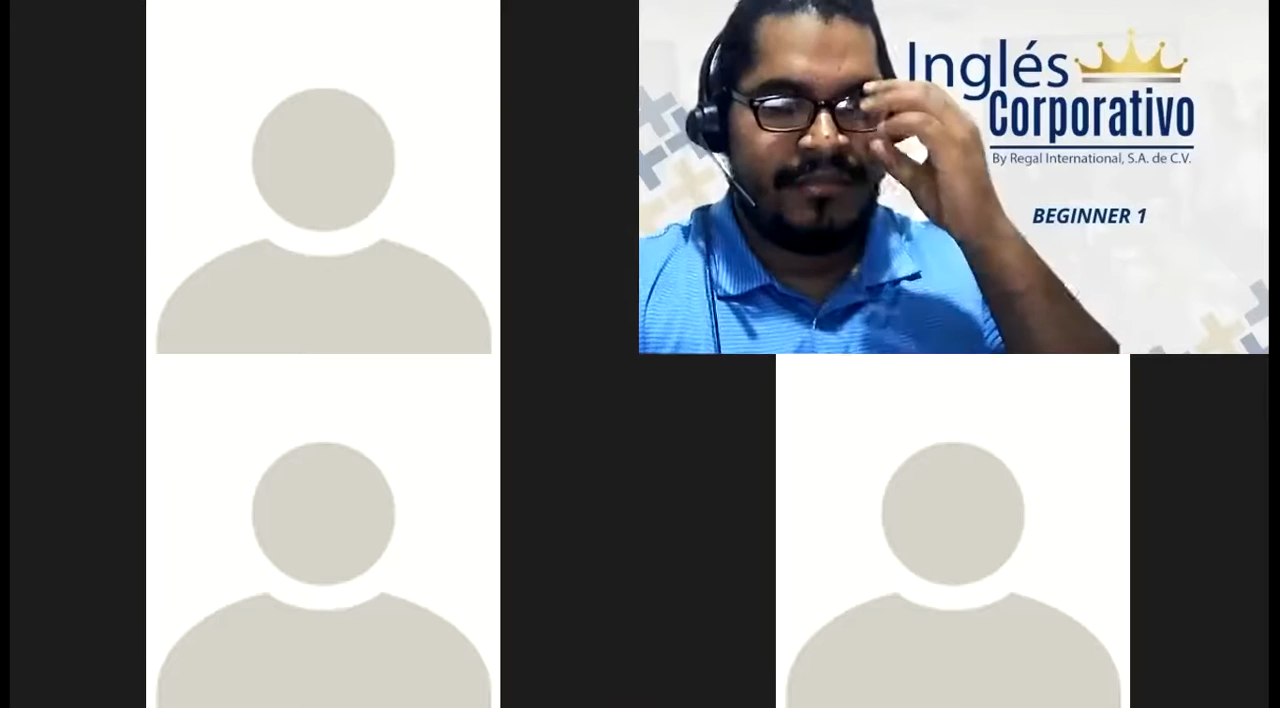 Inglés
Corporativo
By Regal International, S.A. de C.V.
BEGINNER 1